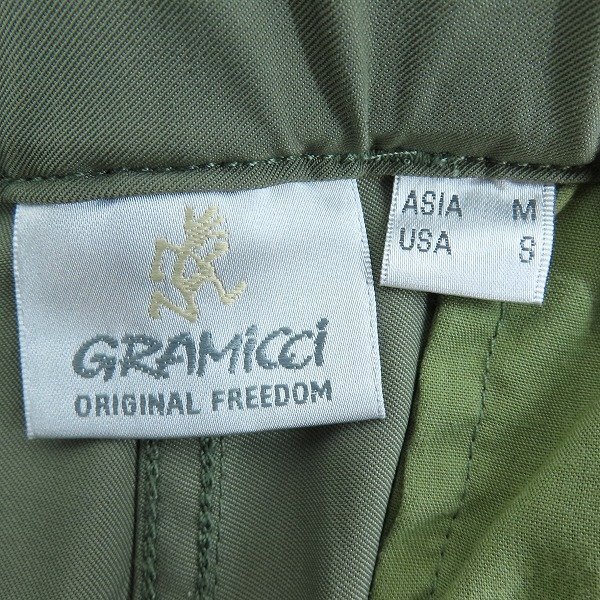 GRAMiCCi
ORIGINAL FREEDOM
ASIA M
USA S